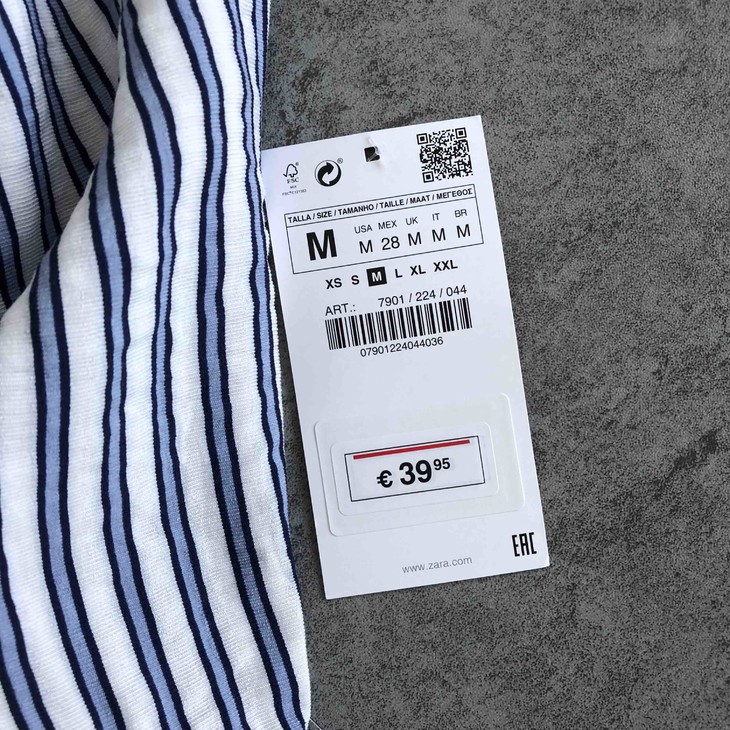 FSC
MIX
TALLA / SIZE / TAMANHO / TAILLE / MAAT / ΜΕΓΕΘΟΣ
M
USA MEX UK IT BR
M 28 M M M
XS S M L XL XXL
ART.: 7901 / 224 / 044
07901224044036
€ 39 95
EAC
www.zara.com